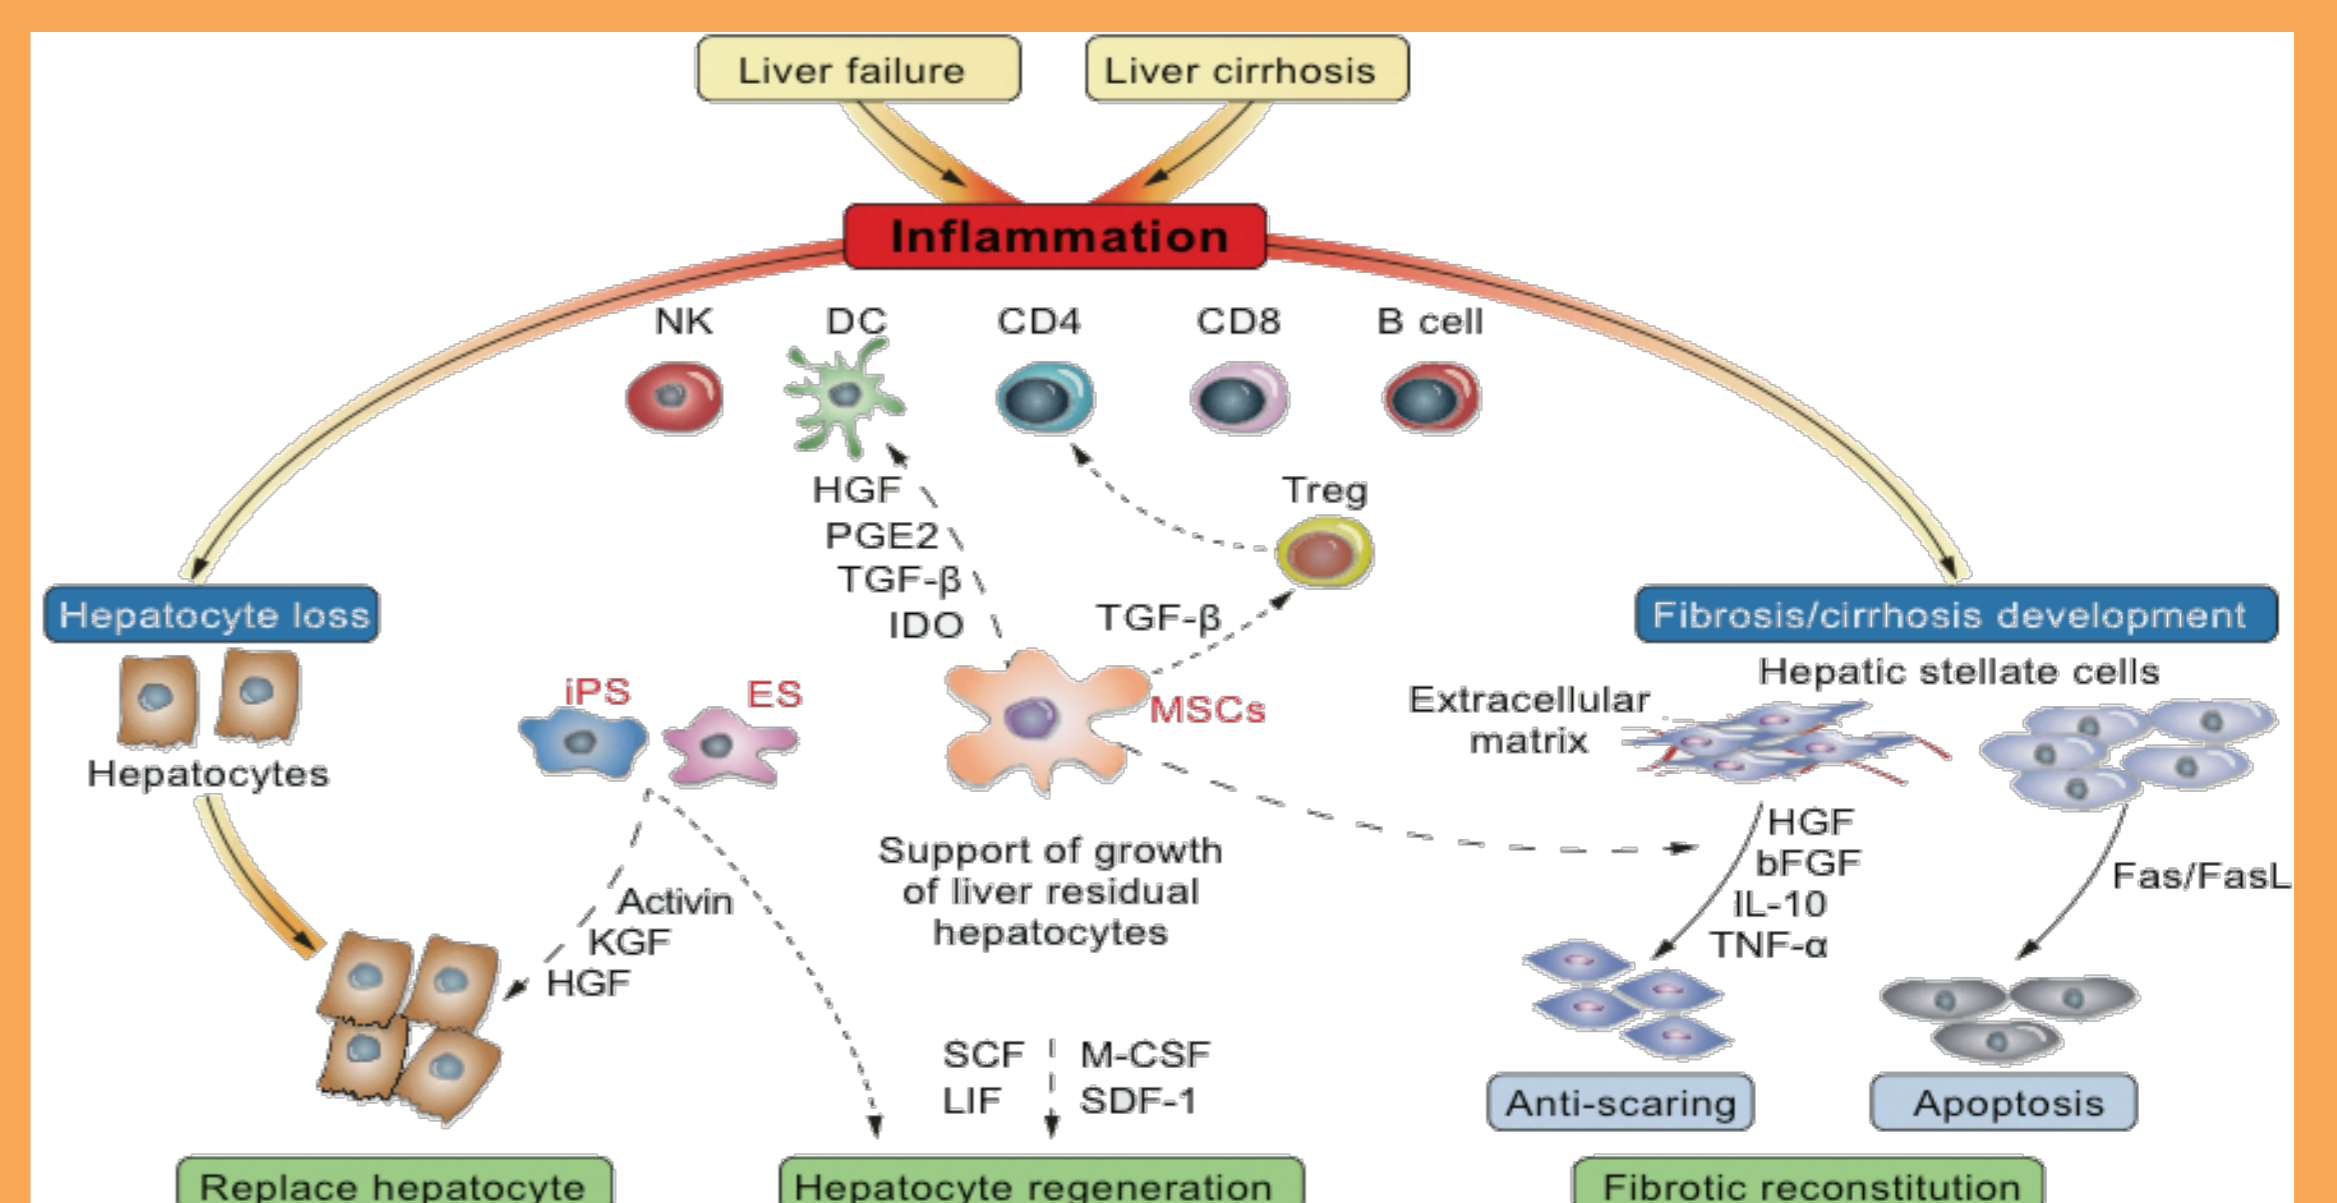 Liver failure
Liver cirrhosis
Inflammation
NK
DC
CD4
CD8
B cell
HGF
PGE2
TGF-β
IDO
Treg
TGF-β
Hepatocyte loss
Fibrosis/cirrhosis development
Hepatocytes
iPS
ES
MSCs
Extracellular
matrix
Hepatic stellate cells
Support of growth
of liver residual
hepatocytes
HGF
bFGF
IL-10
TNF-α
Fas/FasL
Activin
KGF
HGF
SCF
LIF
M-CSF
SDF-1
Anti-scaring
Apoptosis
Replace hepatocyte
Hepatocyte regeneration
Fibrotic reconstitution